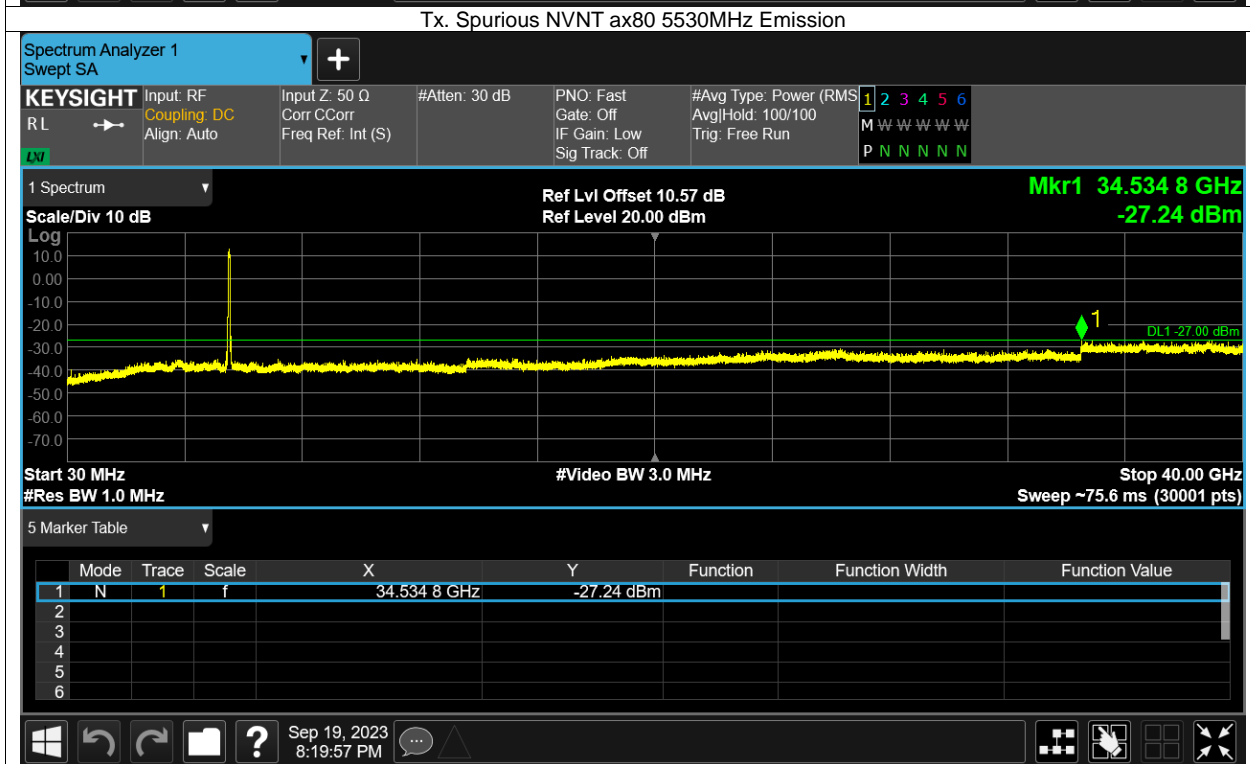 Tx. Spurious NVNT ax80 5530MHz Emission
Spectrum Analyzer 1
Swept SA
+
KEYSIGHT
RL
LXI
Input: RF
Coupling: DC
Align: Auto
Input Z: 50 Ω
Corr CCorr
Freq Ref: Int (S)
#Atten: 30 dB
PNO: Fast
Gate: Off
IF Gain: Low
Sig Track: Off
#Avg Type: Power (RMS
Avg|Hold: 100/100
Trig: Free Run
1 2 3 4 5 6
M W W W W W
P N N N N N
1 Spectrum
Scale/Div 10 dB
Ref Lvl Offset 10.57 dB
Ref Level 20.00 dBm
Mkr1 34.534 8 GHz
-27.24 dBm
Log
10.0
0.00
-10.0
-20.0
-30.0
-40.0
-50.0
-60.0
-70.0
1
DL1 -27.00 dBm
Start 30 MHz
#Res BW 1.0 MHz
#Video BW 3.0 MHz
Stop 40.00 GHz
Sweep ~75.6 ms (30001 pts)
5 Marker Table
Mode Trace Scale X Y Function Function Width Function Value
1 N 1 f 34.534 8 GHz -27.24 dBm
2
3
4
5
6
?
Sep 19, 2023
8:19:57 PM